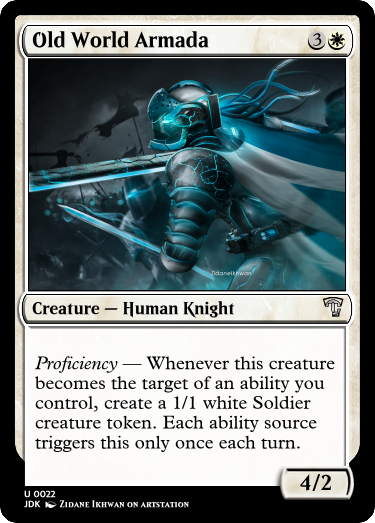 Old World Armada 3
Zidaneikhwan
Creature — Human Knight
Proficiency — Whenever this creature
becomes the target of an ability you
control, create a 1/1 white Soldier
creature token. Each ability source
triggers this only once each turn.
4/2
U 0022
JDK Zidane Ikhwan on artstation